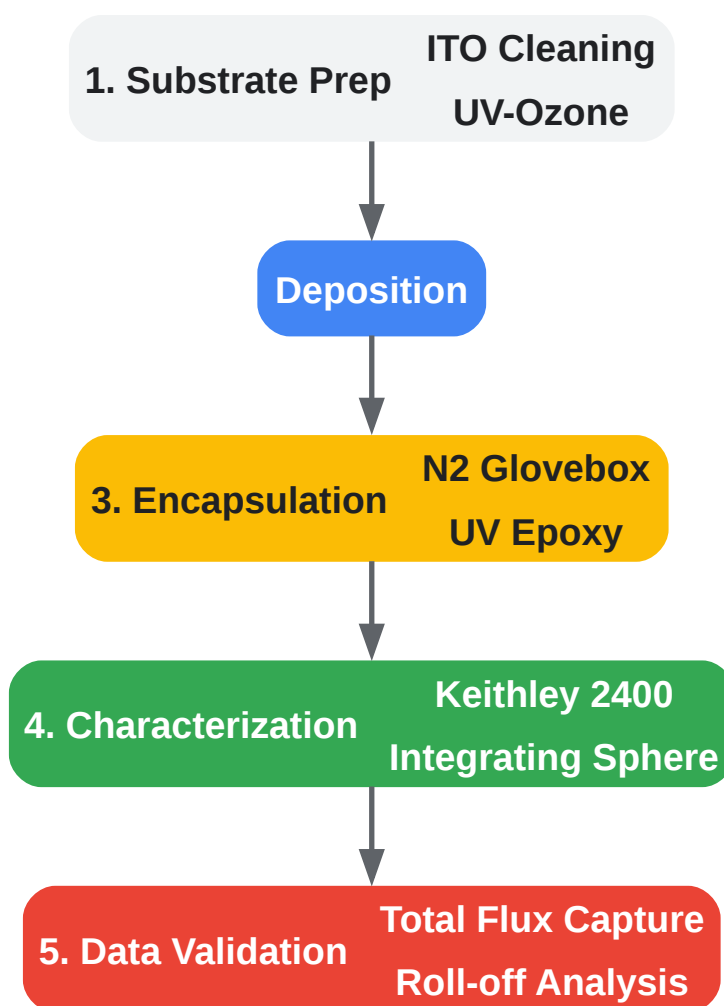 1. Substrate Prep
ITO Cleaning
UV-Ozone
Deposition
3. Encapsulation
N2 Glovebox
UV Epoxy
4. Characterization
Keithley 2400
Integrating Sphere
5. Data Validation
Total Flux Capture
Roll-off Analysis